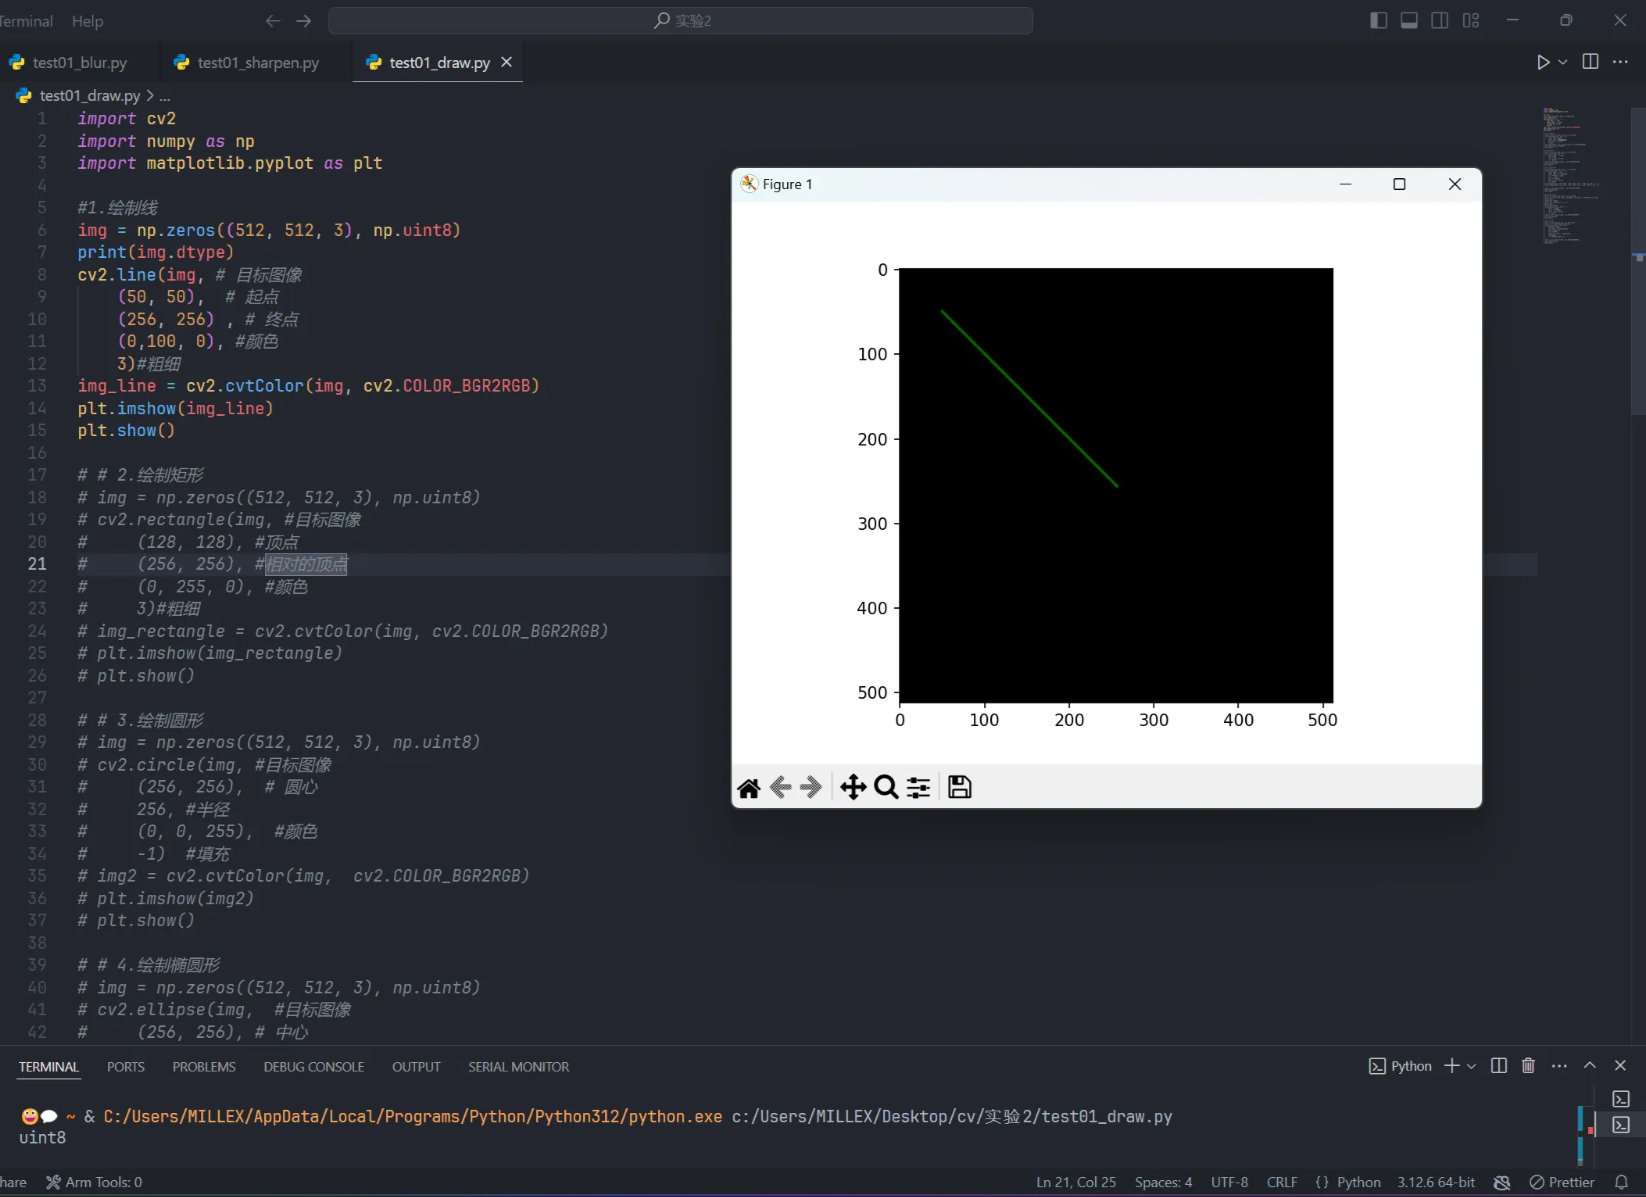 Terminal Help
实验2
test01_blur.py
test01_sharpen.py
test01_draw.py
test01_draw.py > ...
1 import cv2
2 import numpy as np
3 import matplotlib.pyplot as plt
4
5 #1.绘制线
6 img = np.zeros((512, 512, 3), np.uint8)
7 print(img.dtype)
8 cv2.line(img, # 目标图像
9 (50, 50), # 起点
10 (256, 256) , # 终点
11 (0,100, 0), #颜色
12 3)#粗细
13 img_line = cv2.cvtColor(img, cv2.COLOR_BGR2RGB)
14 plt.imshow(img_line)
15 plt.show()
16
17 # # 2.绘制矩形
18 # img = np.zeros((512, 512, 3), np.uint8)
19 # cv2.rectangle(img, #目标图像
20 # (128, 128), #顶点
21 # (256, 256), #相对的顶点
22 # (0, 255, 0), #颜色
23 # 3)#粗细
24 # img_rectangle = cv2.cvtColor(img, cv2.COLOR_BGR2RGB)
25 # plt.imshow(img_rectangle)
26 # plt.show()
27
28 # # 3.绘制圆形
29 # img = np.zeros((512, 512, 3), np.uint8)
30 # cv2.circle(img, #目标图像
31 # (256, 256), # 圆心
32 # 256, #半径
33 # (0, 0, 255), #颜色
34 # -1) #填充
35 # img2 = cv2.cvtColor(img, cv2.COLOR_BGR2RGB)
36 # plt.imshow(img2)
37 # plt.show()
38
39 # # 4.绘制椭圆形
40 # img = np.zeros((512, 512, 3), np.uint8)
41 # cv2.ellipse(img, #目标图像
42 # (256, 256), # 中心
Figure 1
0
100
200
300
400
500
0 100 200 300 400 500
TERMINAL PORTS PROBLEMS DEBUG CONSOLE OUTPUT SERIAL MONITOR
Python
~ & C:/Users/MILLEX/AppData/Local/Programs/Python/Python312/python.exe c:/Users/MILLEX/Desktop/cv/实验2/test01_draw.py
uint8
hare Arm Tools: 0 Ln 21, Col 25 Spaces: 4 UTF-8 CRLF {} Python 3.12.6 64-bit Prettier